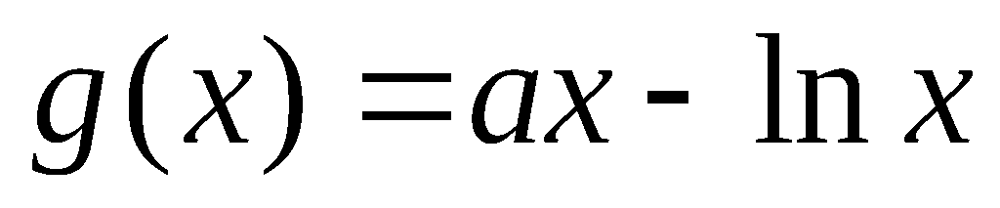 g(x) = ax - ln x